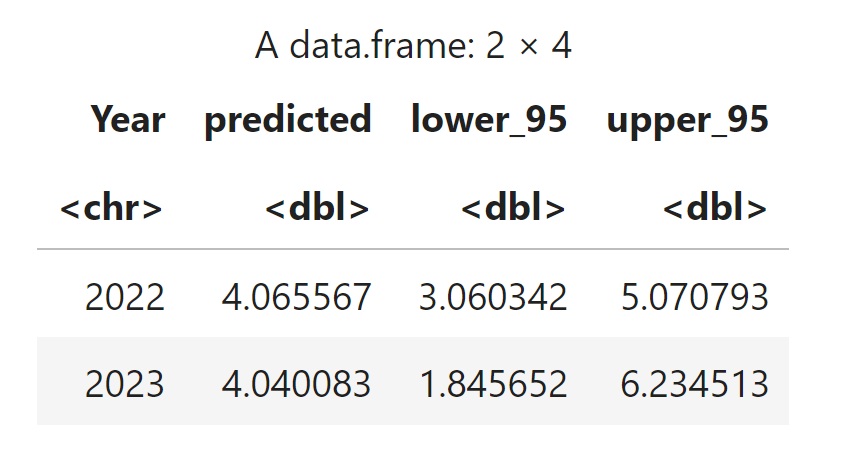 A data.frame: 2 × 4
Year predicted lower_95 upper_95
<chr> <dbl> <dbl> <dbl>
2022 4.065567 3.060342 5.070793
2023 4.040083 1.845652 6.234513